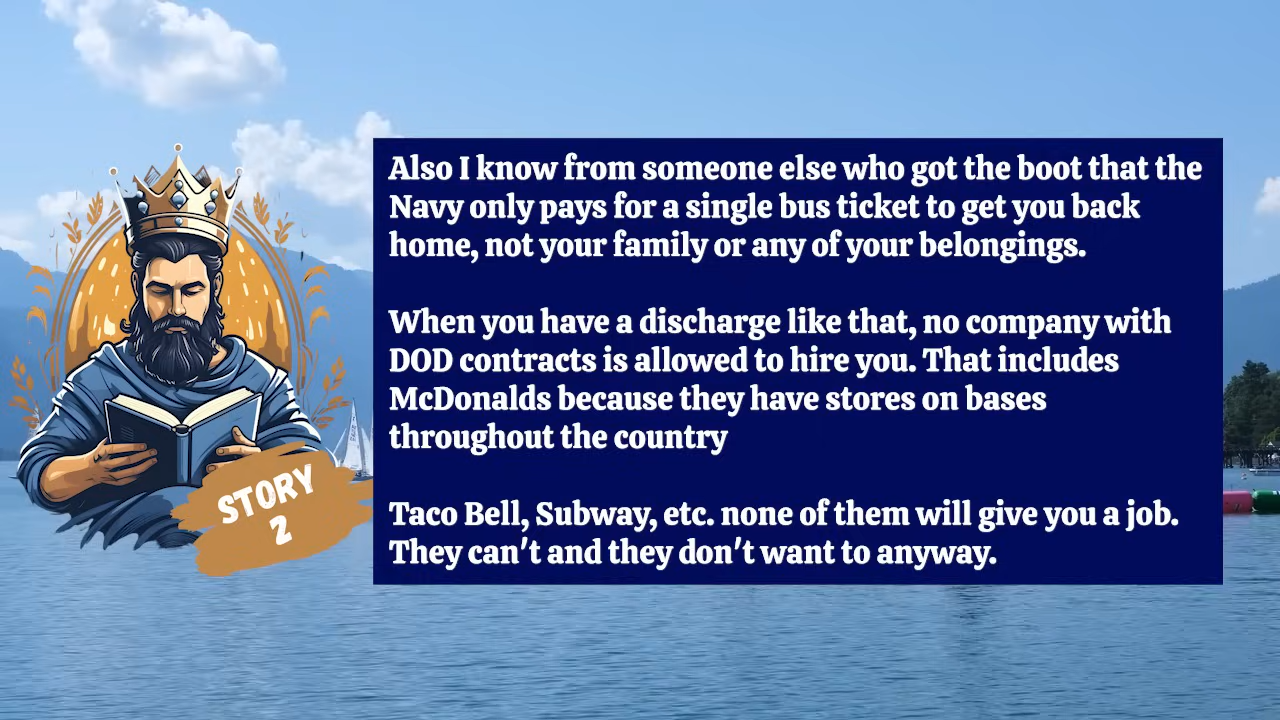 Also I know from someone else who got the boot that the
Navy only pays for a single bus ticket to get you back
home, not your family or any of your belongings.
When you have a discharge like that, no company with
DOD contracts is allowed to hire you. That includes
McDonalds because they have stores on bases
throughout the country
Taco Bell, Subway, etc. none of them will give you a job.
They can't and they don't want to anyway.
STORY
2